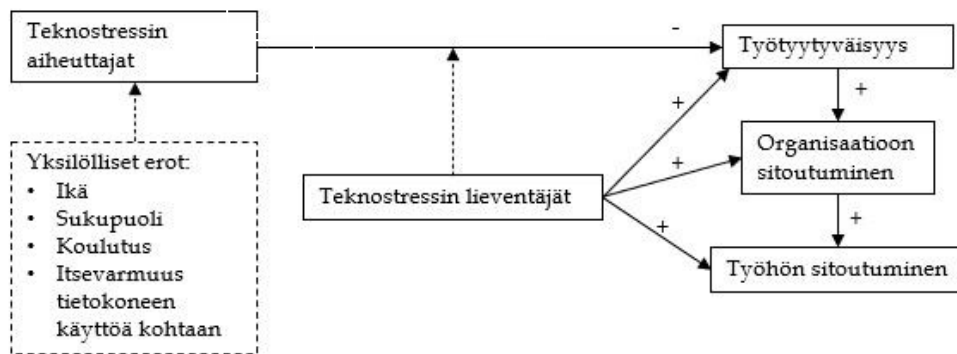 Teknostressin
aiheuttajat
-
Työtyytyväisyys
+
+
Organisaatioon
sitoutuminen
+
+
+
Työhön sitoutuminen
Teknostressin lieventäjät
Yksilölliset erot:
• Ikä
• Sukupuoli
• Koulutus
• Itsevarmuus
tietokoneen
käyttöä kohtaan